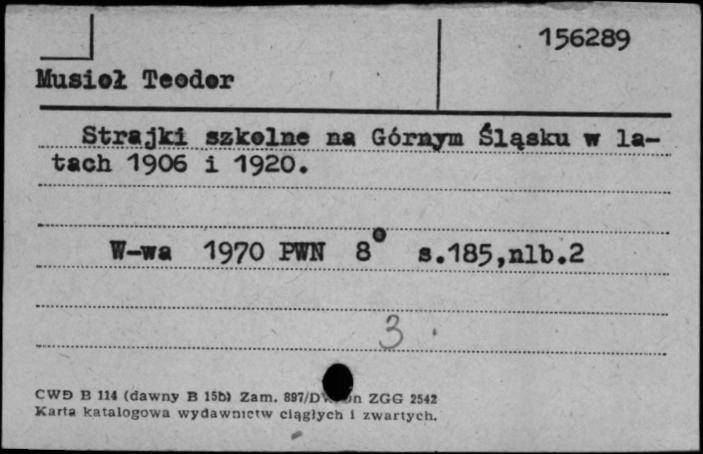 156289
Musioł Teodor
Strajki szkolne na Górnym Śląsku w la-
tach 1906 i 1920.
W-wa 1970 PWN 8° s.185,nlb.2
3
CWD B 114 (dawny B 15b) Zam. 897/ ZGG 2542
Karta katalogowa wydawnictw ciągłych i zwartych.